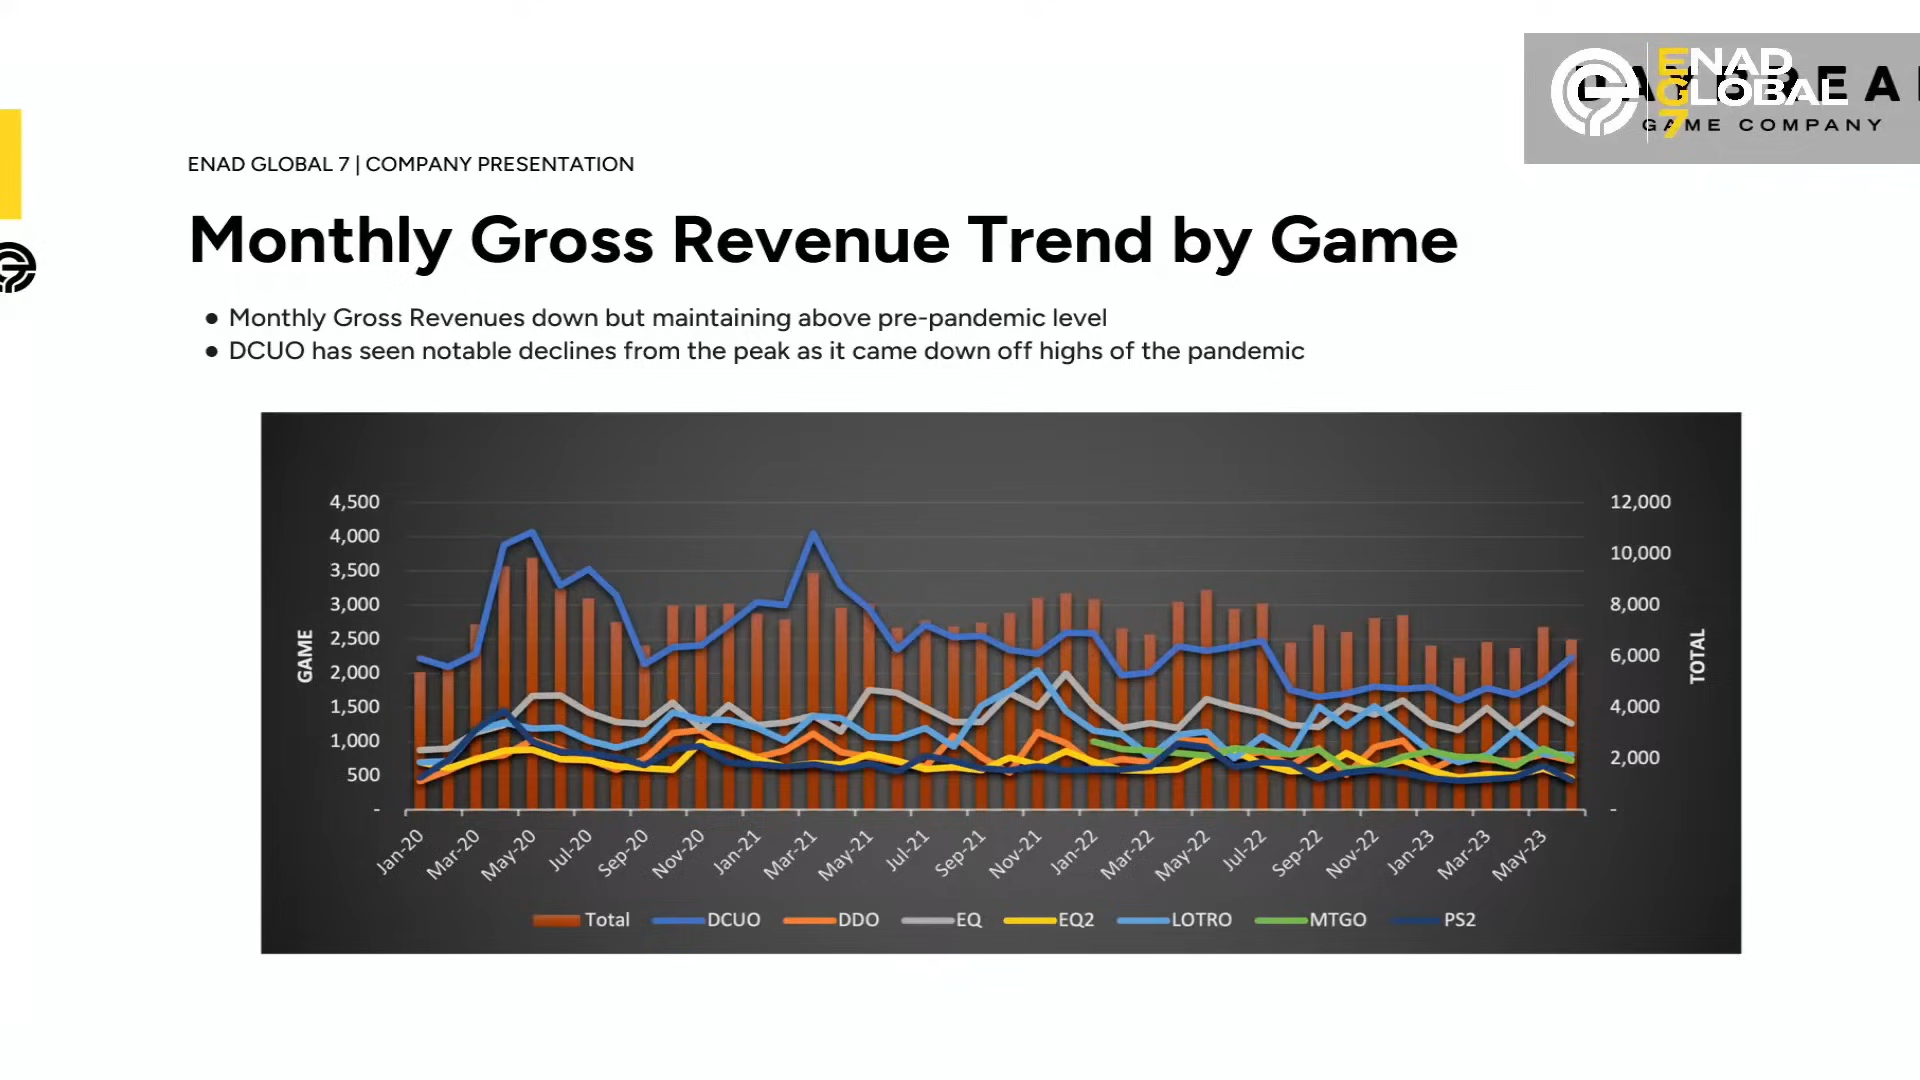 ENAD
GLOBAL
7
GAME COMPANY
ENAD GLOBAL 7 | COMPANY PRESENTATION
Monthly Gross Revenue Trend by Game
● Monthly Gross Revenues down but maintaining above pre-pandemic level
● DCUO has seen notable declines from the peak as it came down off highs of the pandemic
4,500
4,000
3,500
3,000
2,500
2,000
1,500
1,000
500
-
GAME
12,000
10,000
8,000
6,000
4,000
2,000
-
TOTAL
Jan-20 Mar-20 May-20 Jul-20 Sep-20 Nov-20 Jan-21 Mar-21 May-21 Jul-21 Sep-21 Nov-21 Jan-22 Mar-22 May-22 Jul-22 Sep-22 Nov-22 Jan-23 Mar-23 May-23
Total DCUO DDO EQ EQ2 LOTRO MTGO PS2